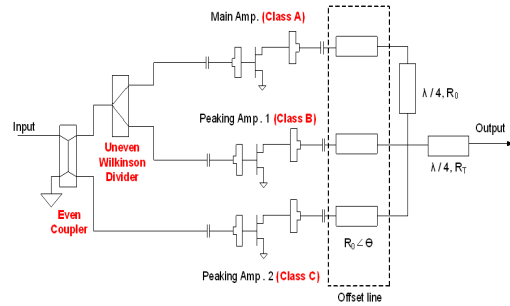 Main Amp. (Class A)
λ / 4, R0
Peaking Amp. 1 (Class B)
Input
Output
Uneven
Wilkinson
Divider
λ / 4, RT
Even
Coupler
R0∠Θ
Peaking Amp. 2 (Class C)
Offset line